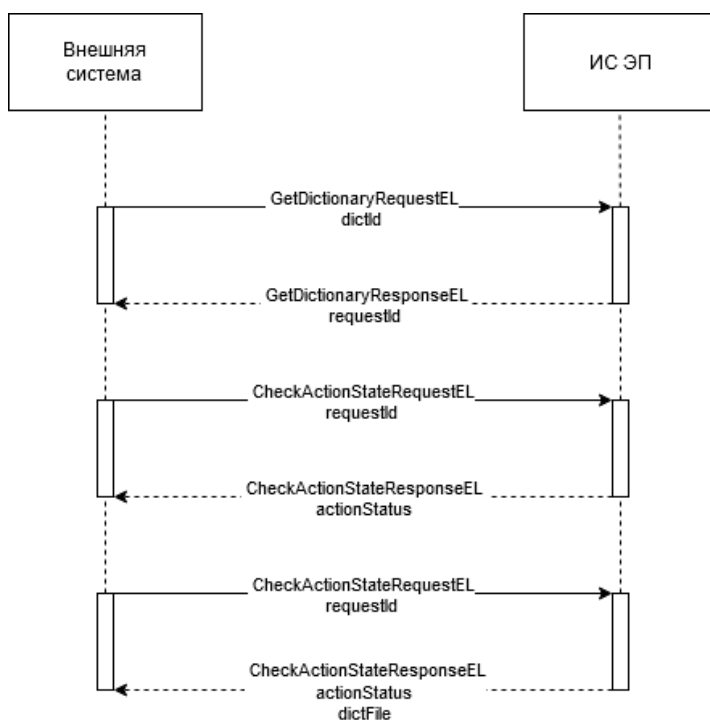 Внешняя
система
ИС ЭП
GetDictionaryRequestEL
dictId
GetDictionaryResponseEL
requestId
CheckActionStateRequestEL
requestId
CheckActionStateResponseEL
actionStatus
CheckActionStateRequestEL
requestId
CheckActionStateResponseEL
actionStatus
dictFile